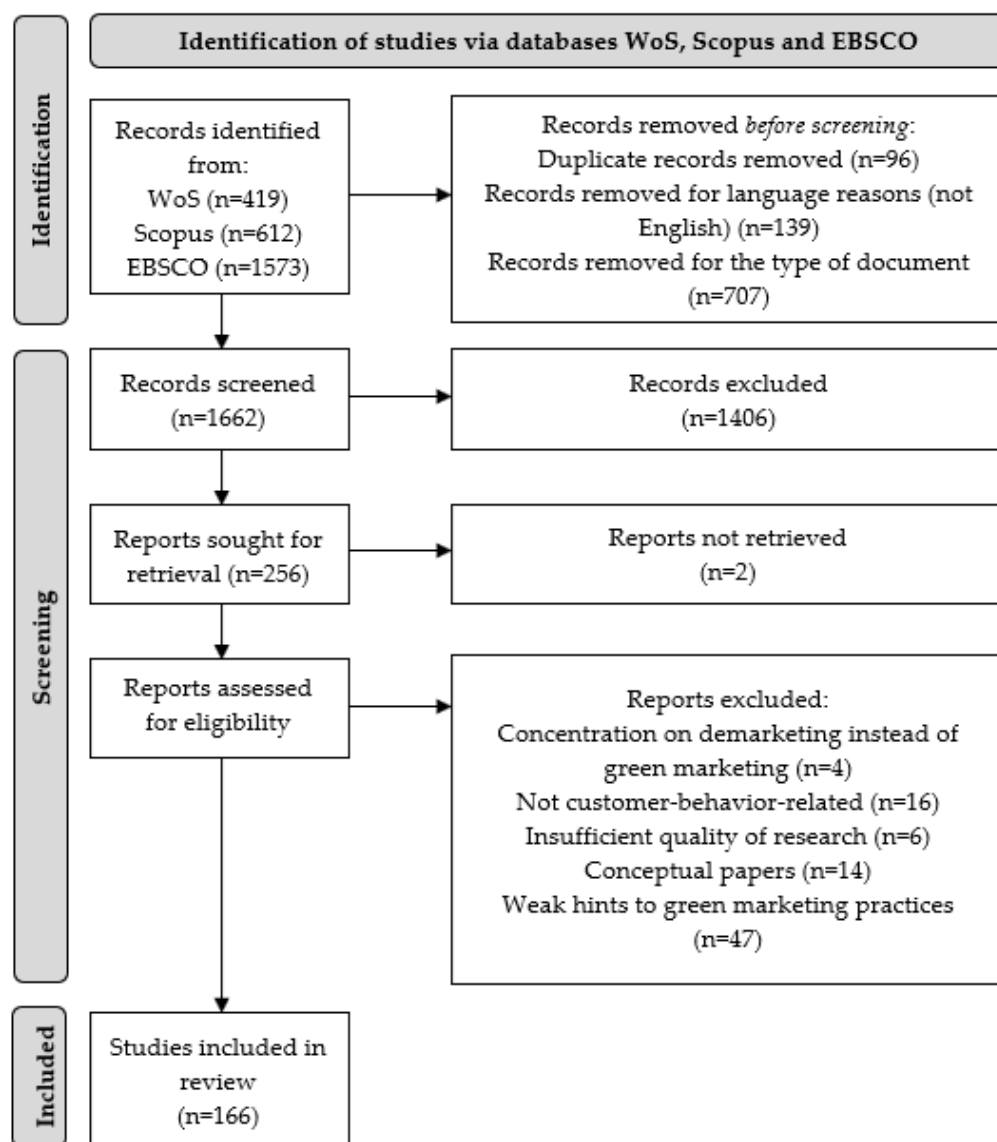 Identification of studies via databases WoS, Scopus and EBSCO
Identification
Records identified
from:
WoS (n=419)
Scopus (n=612)
EBSCO (n=1573)
Records removed before screening:
Duplicate records removed (n=96)
Records removed for language reasons (not
English) (n=139)
Records removed for the type of document
(n=707)
Screening
Records screened
(n=1662)
Records excluded
(n=1406)
Reports sought for
retrieval (n=256)
Reports not retrieved
(n=2)
Reports assessed
for eligibility
Reports excluded:
Concentration on demarketing instead of
green marketing (n=4)
Not customer-behavior-related (n=16)
Insufficient quality of research (n=6)
Conceptual papers (n=14)
Weak hints to green marketing practices
(n=47)
Included
Studies included in
review
(n=166)